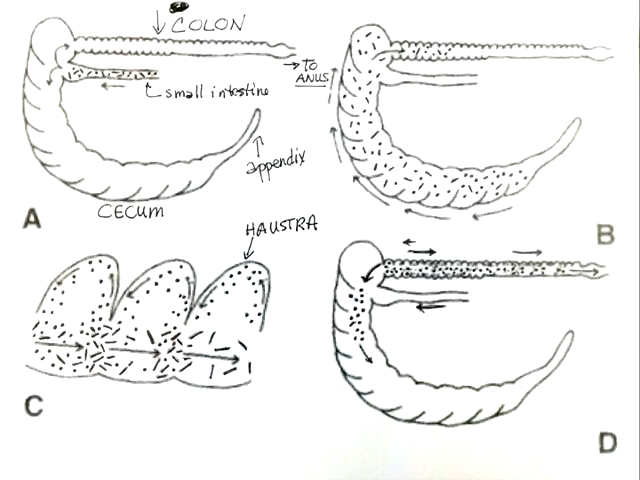 COLON
→ TO
ANUS
small intestine
appendix
A
CECUM
B
HAUSTRA
C
D